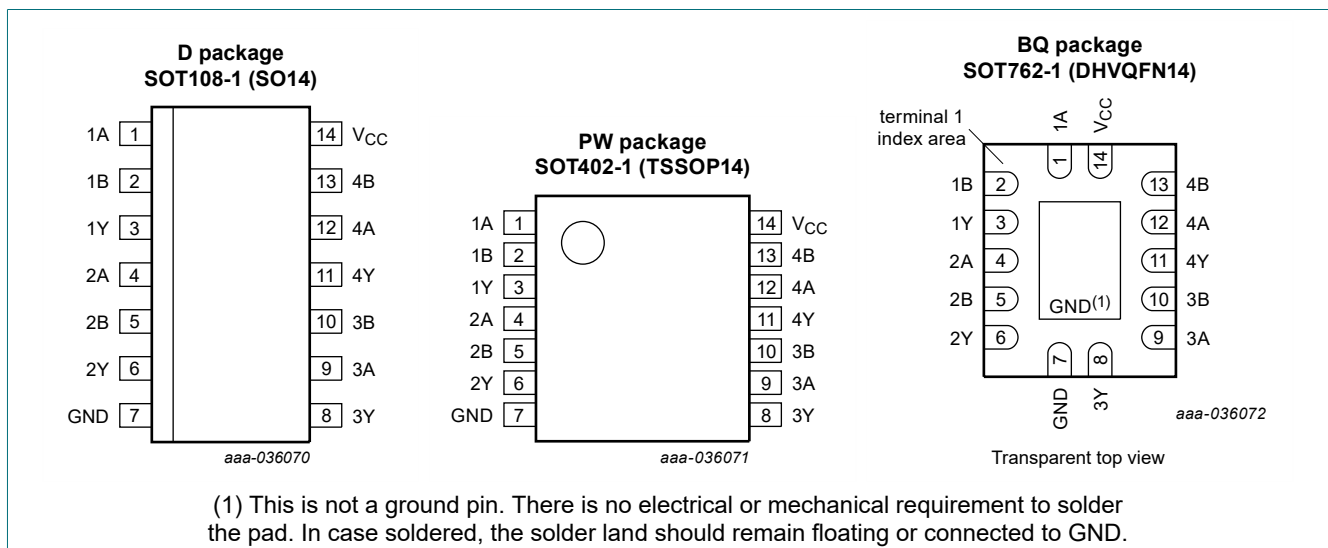 D package
SOT108-1 (SO14)
1A 1 14 VCC
1B 2 13 4B
1Y 3 12 4A
2A 4 11 4Y
2B 5 10 3B
2Y 6 9 3A
GND 7 8 3Y
aaa-036070
PW package
SOT402-1 (TSSOP14)
1A 1 14 VCC
1B 2 13 4B
1Y 3 12 4A
2A 4 11 4Y
2B 5 10 3B
2Y 6 9 3A
GND 7 8 3Y
aaa-036071
BQ package
SOT762-1 (DHVQFN14)
terminal 1
index area
1A VCC
1 14
1B 2 13 4B
1Y 3 12 4A
2A 4 11 4Y
2B 5 10 3B
GND(1)
2Y 6 9 3A
7 8
GND 3Y
aaa-036072
Transparent top view
(1) This is not a ground pin. There is no electrical or mechanical requirement to solder
the pad. In case soldered, the solder land should remain floating or connected to GND.